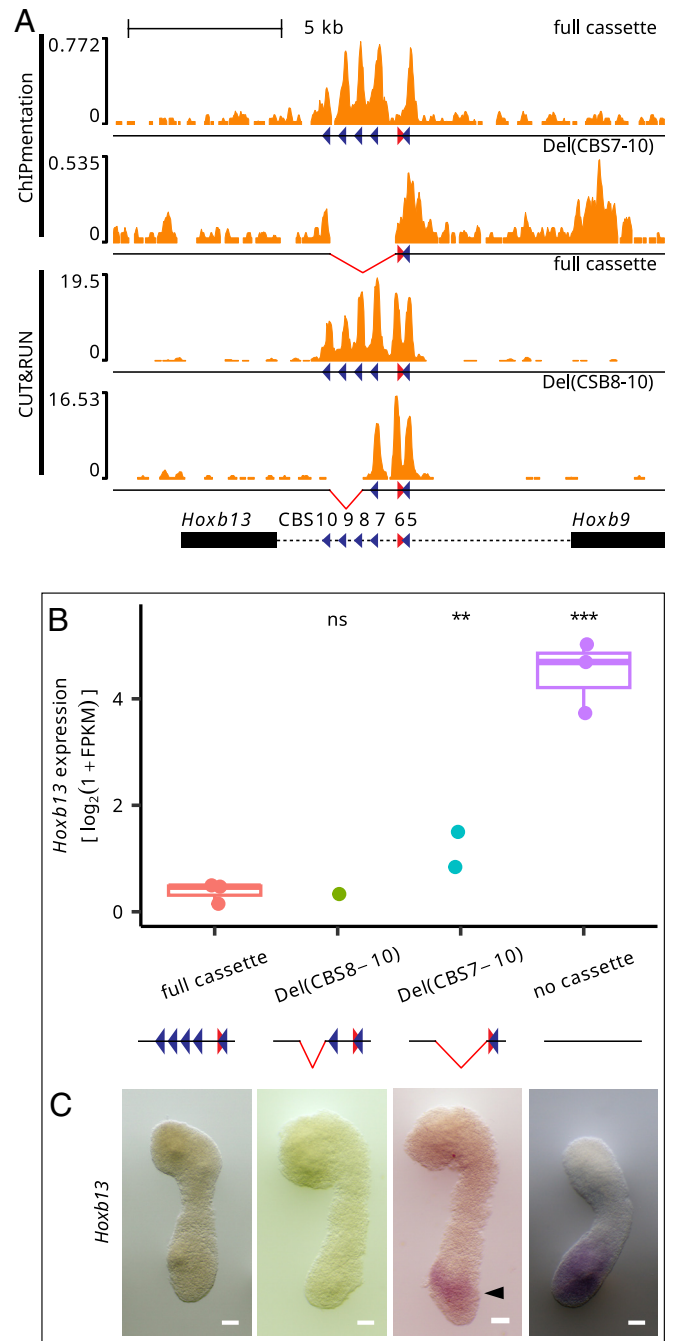 A
5 kb
full cassette
ChIPmentation
0.772
0
Del(CBS7-10)
0.535
0
full cassette
CUT&RUN
19.5
0
Del(CSB8-10)
16.53
0
Hoxb13 CBS10 9 8 7 65 Hoxb9
B
ns ** ***
Hoxb13 expression
[ log2(1+FPKM) ]
4
2
0
full cassette
Del(CBS8–10)
Del(CBS7–10)
no cassette
C
Hoxb13